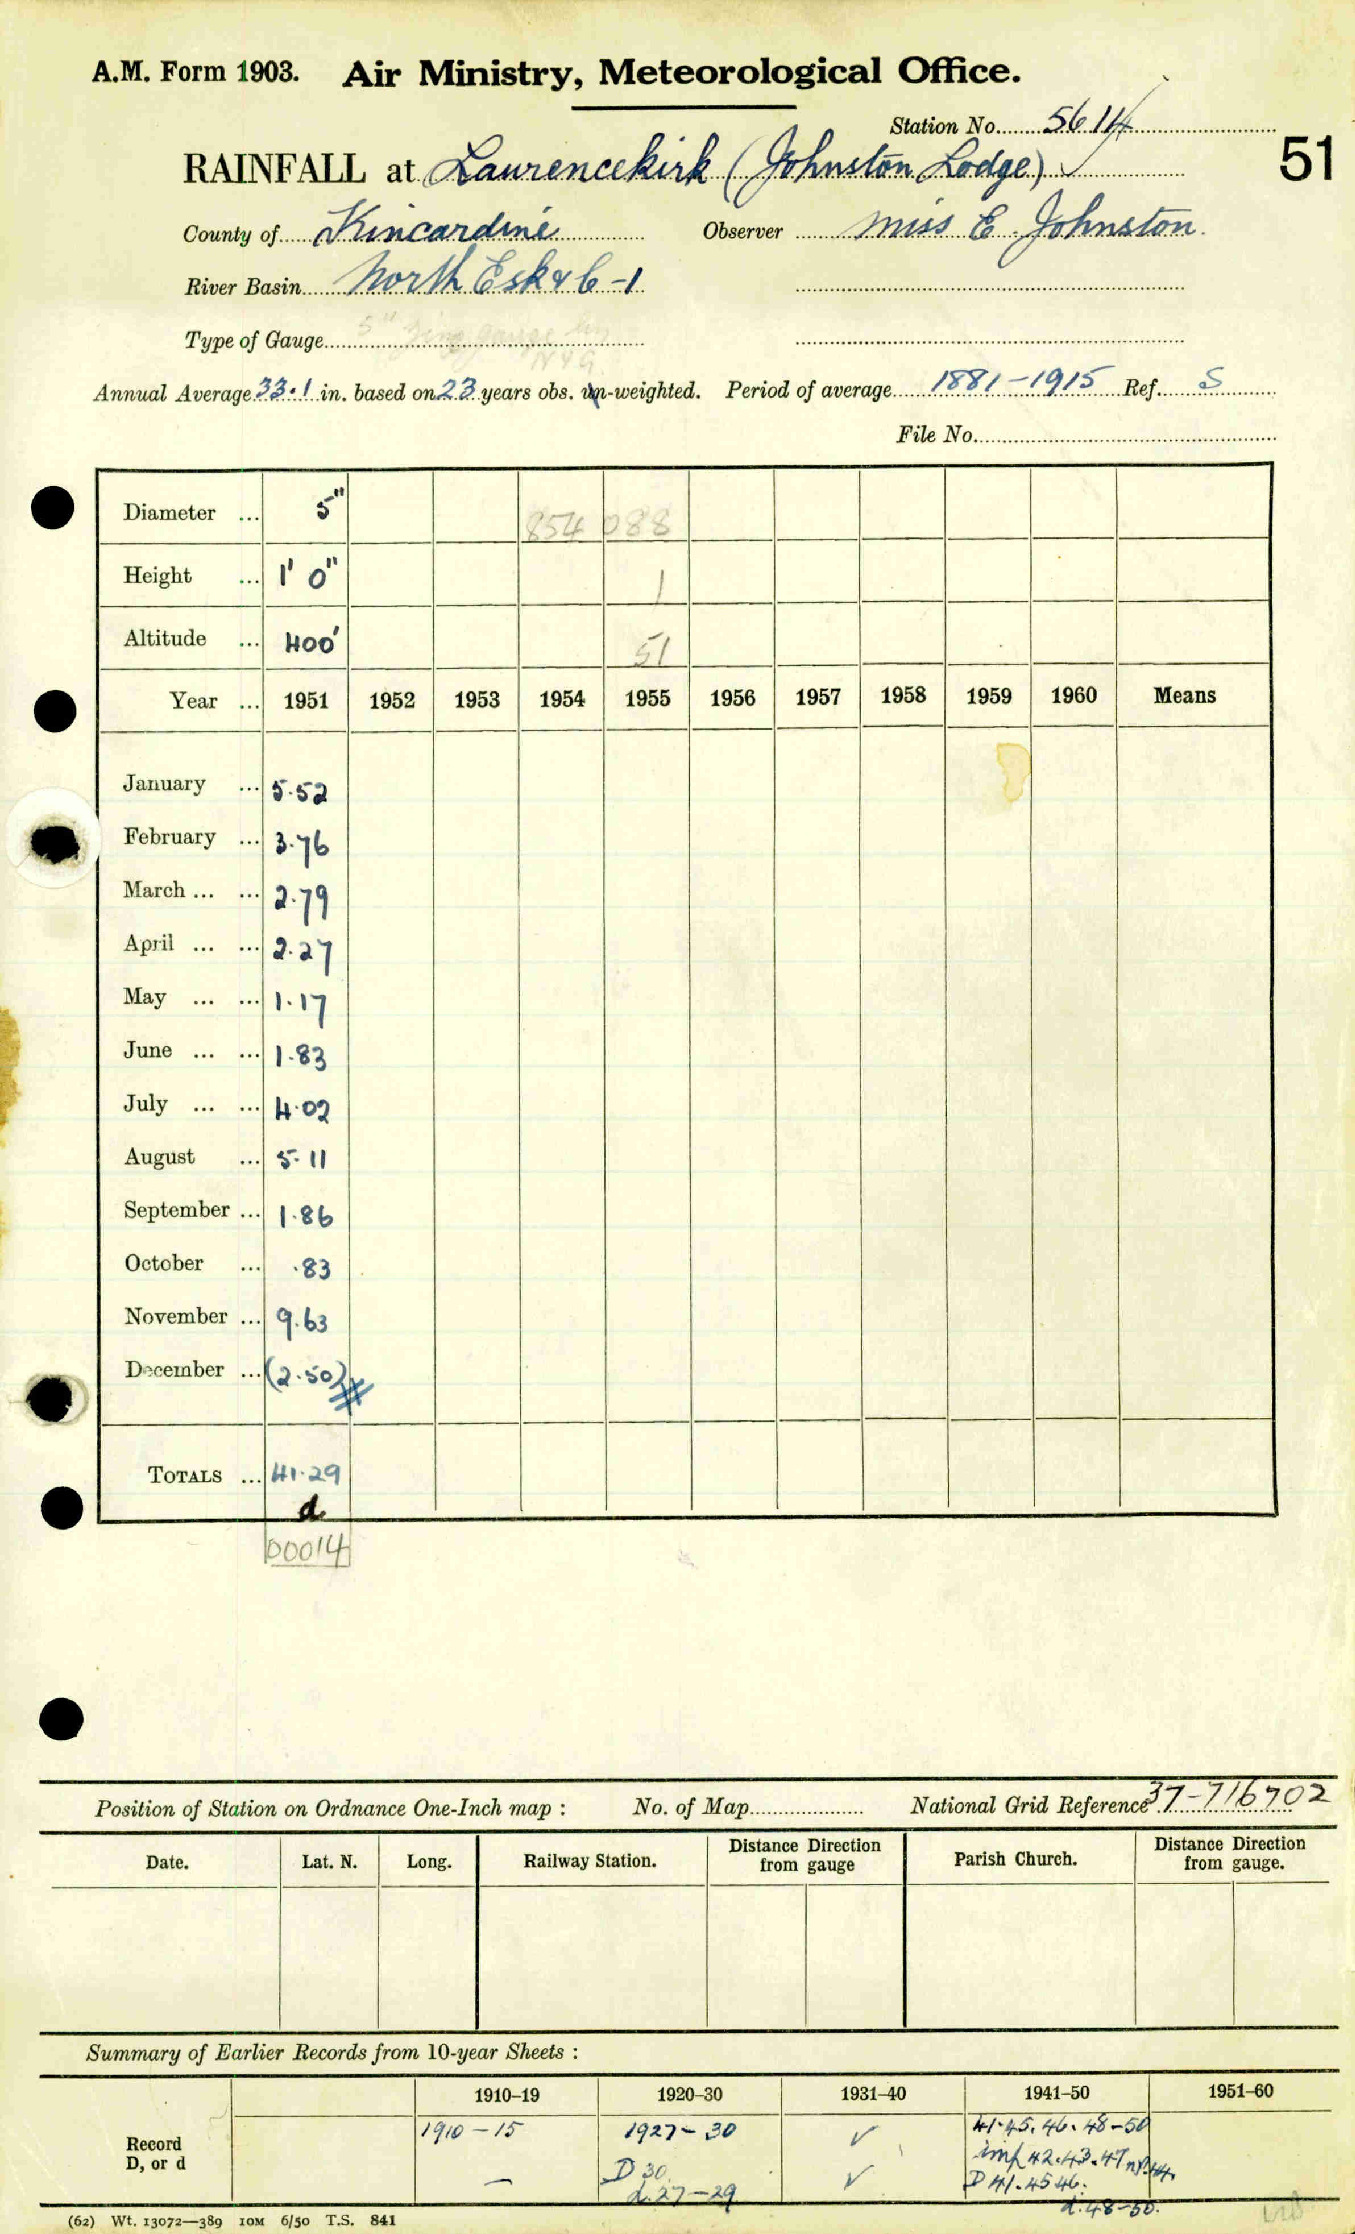 A.M. Form 1903. Air Ministry, Meteorological Office.
Station No. 5614
51
RAINFALL at Laurencekirk (Johnston Lodge) ✓
County of Kincardine Observer Miss E. Johnston.
River Basin North Esk & C-1
Type of Gauge 5" gauge by
N & G.
Annual Average 33.1 in. based on 23 years obs. un-weighted. Period of average 1881-1915 Ref. S
File No.
Diameter ... 5" 854 088
Height ... 1' 0" 1
Altitude ... 400' 51
Year ... 1951 1952 1953 1954 1955 1956 1957 1958 1959 1960 Means
January ... 5.52
February ... 3.76
March ... ... 2.79
April ... ... 2.27
May ... ... 1.17
June ... ... 1.83
July ... ... 4.02
August ... 5.11
September ... 1.86
October ... .83
November ... 9.63
December ... (2.50) #
TOTALS ... 41.29
d
00014
Position of Station on Ordnance One-Inch map : No. of Map National Grid Reference 37-716702
Date. Lat. N. Long. Railway Station. Distance Direction from gauge Parish Church. Distance Direction from gauge.
Summary of Earlier Records from 10-year Sheets :
1910–19 1920–30 1931–40 1941–50 1951–60
Record 1910-15 1927-30 ✓ 41.45.46.48-50
imp 42.43.47 
D, or d — D 30. ✓ D 41.45 46.
d.27-29 d.48-50.
(62) Wt. 13072—389 10M 6/50 T.S. 841